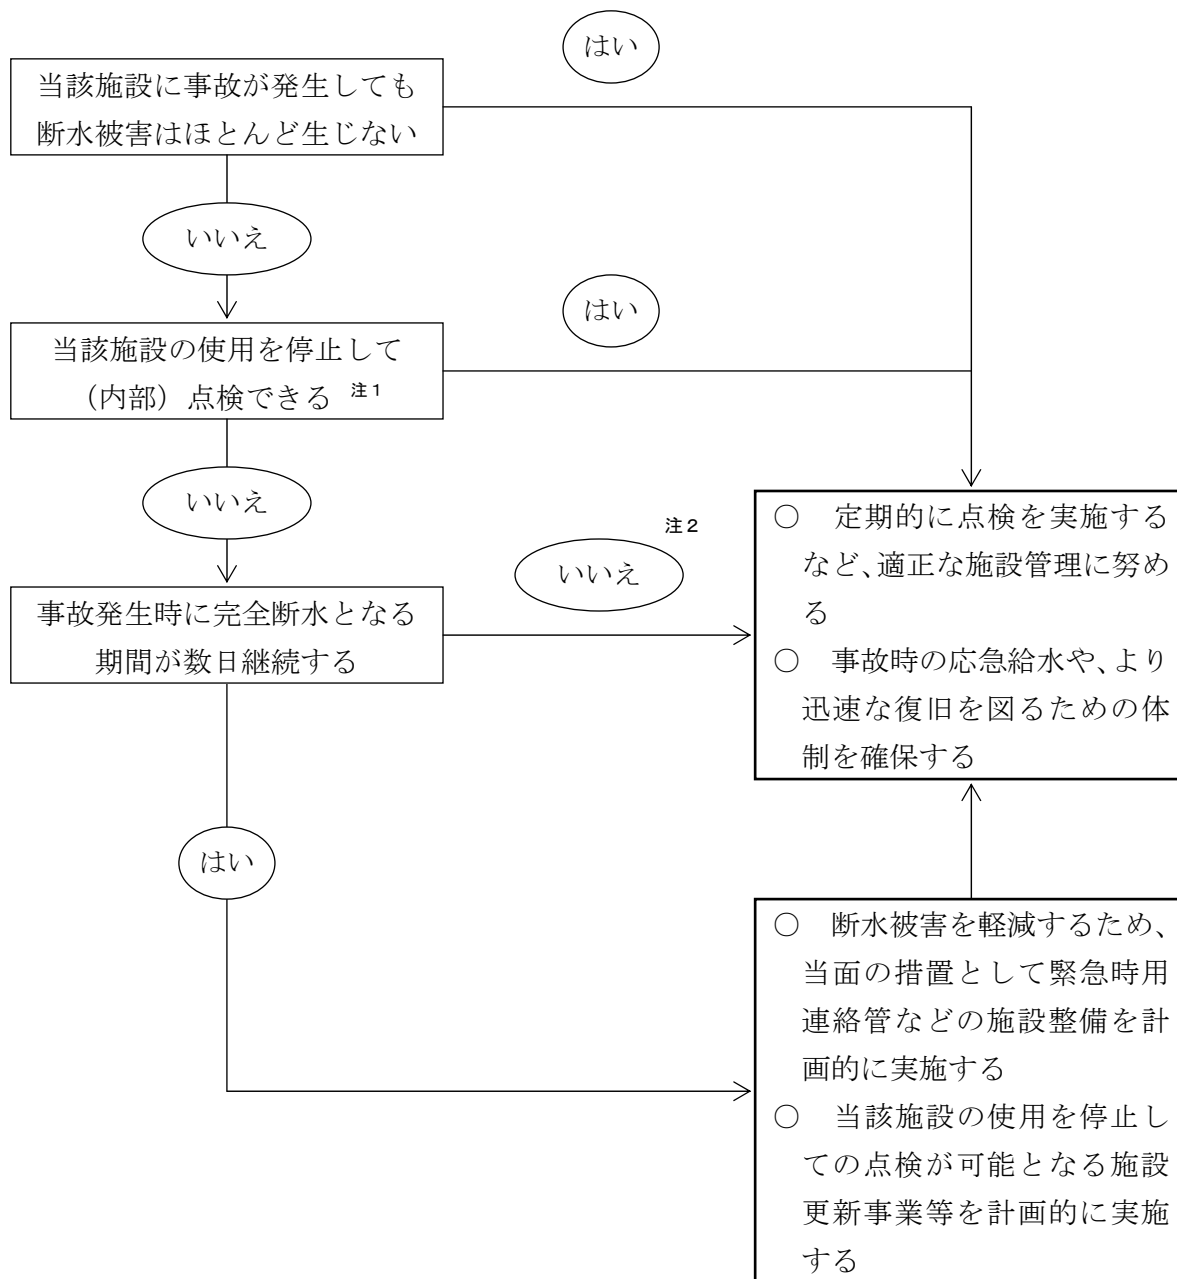 はい
当該施設に事故が発生しても
断水被害はほとんど生じない
いいえ
はい
当該施設の使用を停止して
（内部）点検できる 注1
いいえ
注2
いいえ
事故発生時に完全断水となる
期間が数日継続する
○　定期的に点検を実施する
など、適正な施設管理に努め
る
○　事故時の応急給水や、より
迅速な復旧を図るための体
制を確保する
はい
○　断水被害を軽減するため、
当面の措置として緊急時用
連絡管などの施設整備を計
画的に実施する
○　当該施設の使用を停止し
ての点検が可能となる施設
更新事業等を計画的に実施
する